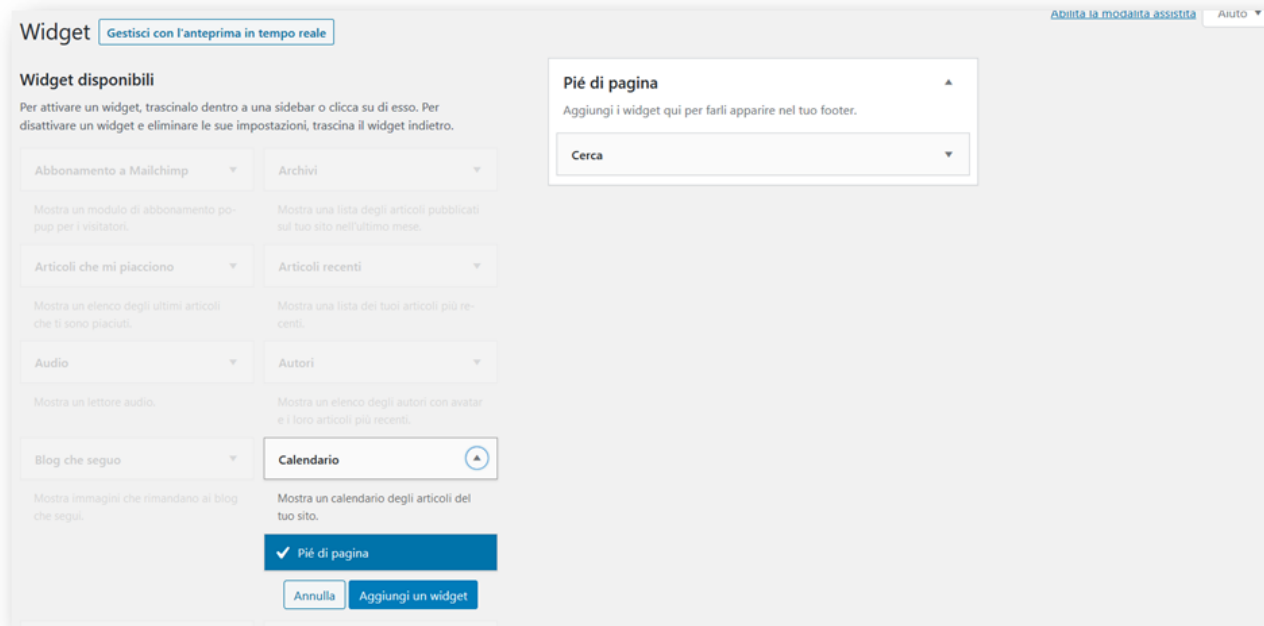 Abilita la modalità assistita
Aiuto
Widget
Gestisci con l'anteprima in tempo reale
Widget disponibili
Per attivare un widget, trascinalo dentro a una sidebar o clicca su di esso. Per
disattivare un widget e eliminare le sue impostazioni, trascina il widget indietro.
Abbonamento a Mailchimp
Mostra un modulo di abbonamento po-
pup per i visitatori.
Archivi
Mostra una lista degli articoli pubblicati
sul tuo sito nell'ultimo mese.
Articoli che mi piacciono
Mostra un elenco degli ultimi articoli
che ti sono piaciuti.
Articoli recenti
Mostra una lista dei tuoi articoli più re-
centi.
Audio
Mostra un lettore audio.
Autori
Mostra un elenco degli autori con avatar
e i loro articoli più recenti.
Blog che seguo
Mostra immagini che rimandano ai blog
che segui.
Calendario
Mostra un calendario degli articoli del
tuo sito.
Pié di pagina
Annulla
Aggiungi un widget
Pié di pagina
Aggiungi i widget qui per farli apparire nel tuo footer.
Cerca